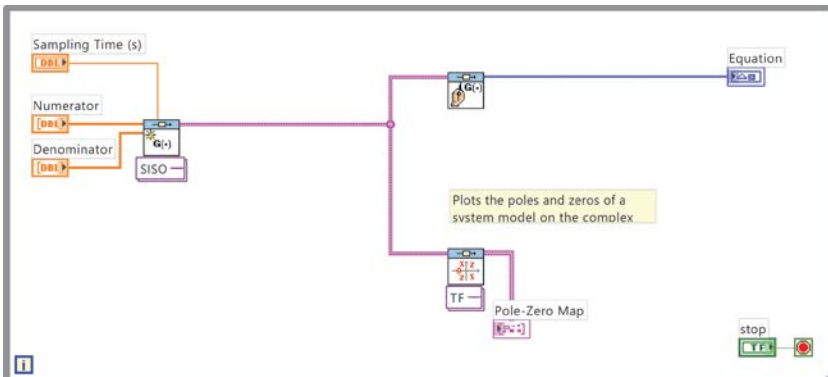 Sampling Time (s)
DBL
Numerator
[DBL]
Denominator
[DBL]
G(•)
SISO
G(•)
Equation
Plots the poles and zeros of a
system model on the complex
TF
Pole-Zero Map
stop
TF
i